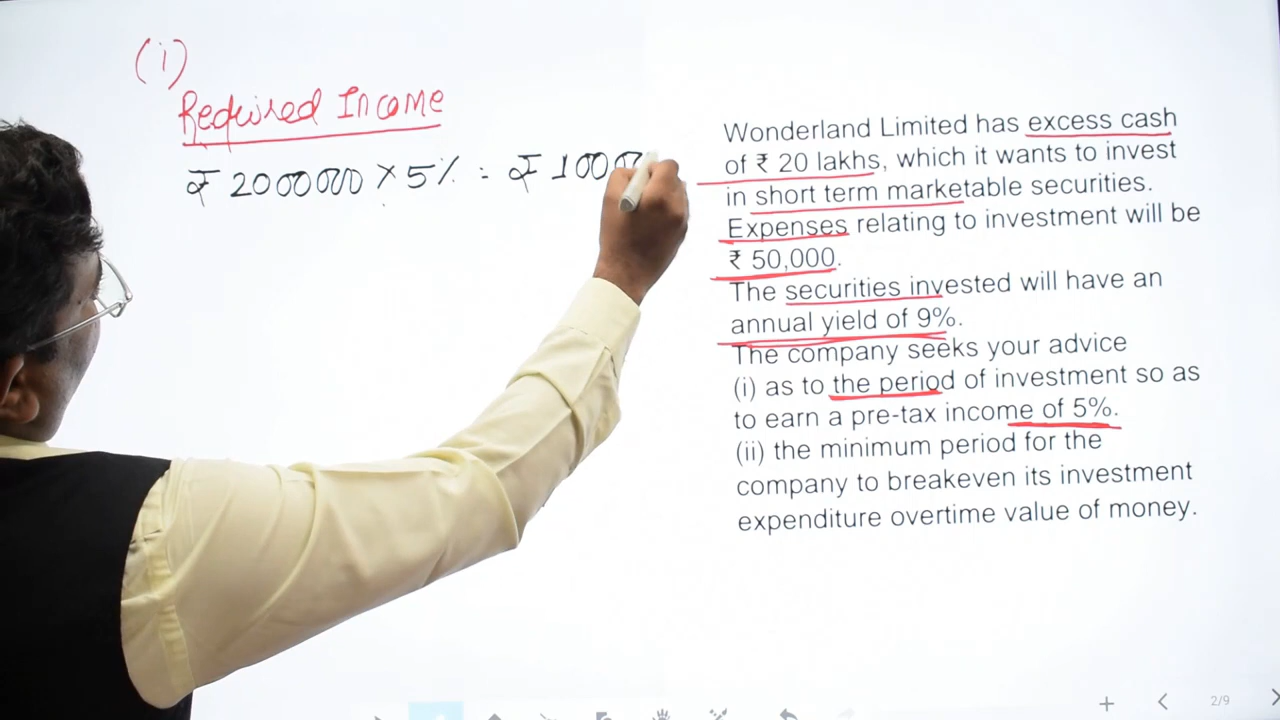 (i)
Required Income
₹ 2000000 × 5% = ₹ 1000
Wonderland Limited has excess cash
of ₹ 20 lakhs, which it wants to invest
in short term marketable securities.
Expenses relating to investment will be
₹ 50,000.
The securities invested will have an
annual yield of 9%.
The company seeks your advice
(i) as to the period of investment so as
to earn a pre-tax income of 5%.
(ii) the minimum period for the
company to breakeven its investment
expenditure overtime value of money.
2/9